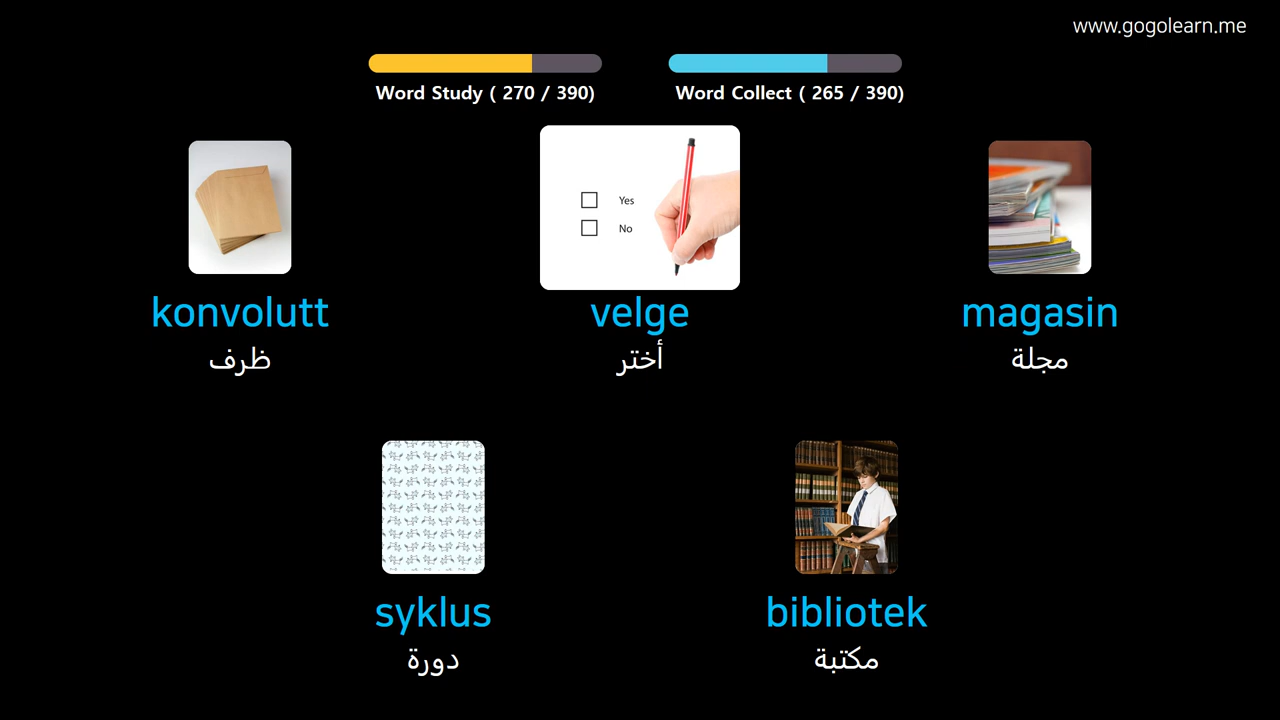 www.gogolearn.me
Word Study ( 270 / 390)
Word Collect ( 265 / 390)
Yes
No
konvolutt
velge
magasin
ظرف
أختر
مجلة
syklus
bibliotek
دورة
مكتبة